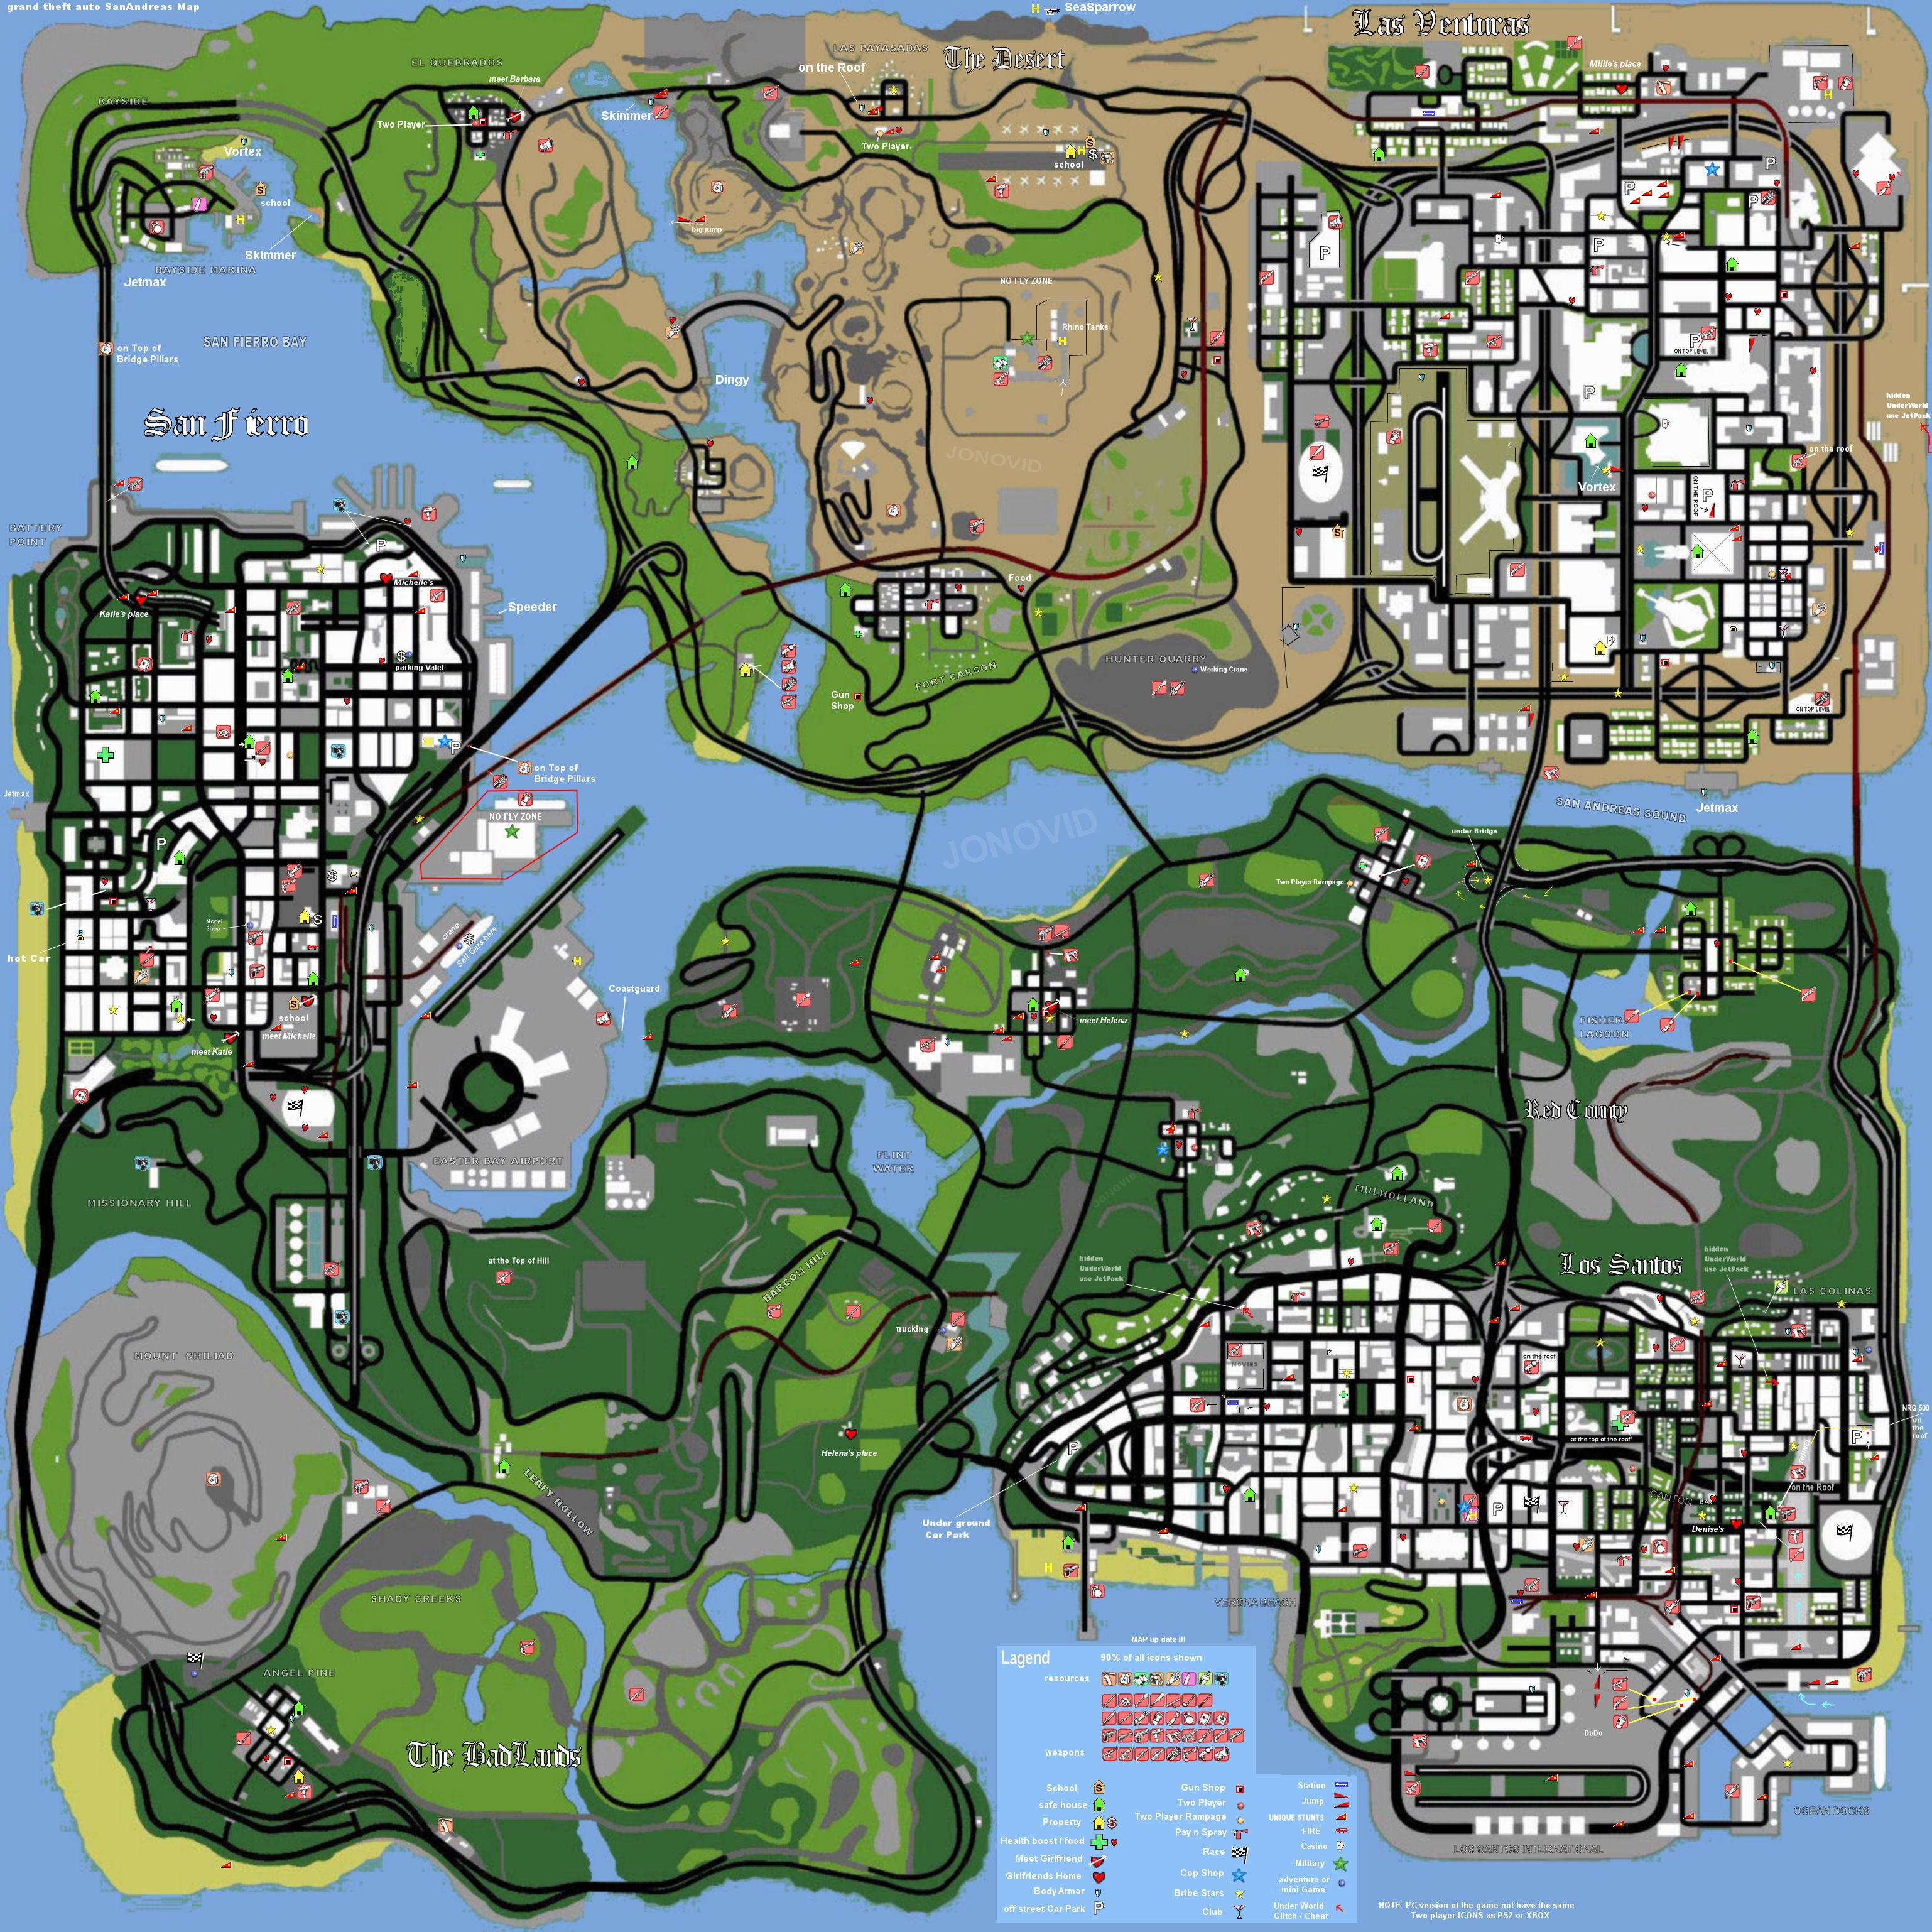 grand theft auto SanAndreas Map
SeaSparrow
Las Venturas
The Desert
LAS PAYASADAS
on the Roof
EL QUEBRADOS
meet Barbara
Millie's place
BAYSIDE
Two Player
Skimmer
Two Player
school
Vortex
school
big jump
Skimmer
BAYSIDE MARINA
Jetmax
NO FLY ZONE
Rhino Tanks
SAN FIERRO BAY
on Top of
Bridge Pillars
ON TOP LEVEL
Dingy
hidden
UnderWorld
use JetPack
San Fierro
JONOVID
on the roof
Vortex
ON THE ROOF
BATTERY
POINT
Michelle's
Food
Katie's place
Speeder
parking Valet
HUNTER QUARRY
Working Crane
FORT CARSON
Gun
Shop
ON TOP LEVEL
on Top of
Bridge Pillars
Jetmax
Jetmax
SAN ANDREAS SOUND
NO FLY ZONE
JONOVID
under Bridge
Two Player Rampage
Model
Shop
crane
Sell Cars here
hot Car
Coastguard
school
meet Michelle
meet Katie
meet Helena
FISHER
LAGOON
Red County
EASTER BAY AIRPORT
FLINT
WATER
MISSIONARY HILL
MULHOLLAND
JONOVID
at the Top of Hill
BARCON HILL
hidden
UnderWorld
use JetPack
Los Santos
hidden
UnderWorld
use JetPack
LAS COLINAS
trucking
MOUNT CHILIAD
on the roof
MOVIES
NRG 500
on
the
roof
at the top of the roof
Helena's place
LEAFY HOLLOW
on the Roof
GANTON
BAR
Denise's
Under ground
Car Park
SHADY CREEKS
VERONA BEACH
ANGEL PINE
The BadLands
DoDo
OCEAN DOCKS
LOS SANTOS INTERNATIONAL
MAP up date III
Lagend
90% of all icons shown
resources
weapons
School
safe house
Property
Health boost / food
Meet Girlfriend
Girlfriends Home
Body Armor
off street Car Park
Gun Shop
Two Player
Two Player Rampage
Pay n Spray
Race
Cop Shop
Bribe Stars
Club
Station
Jump
UNIQUE STUNTS
FIRE
Casino
Military
adventure or
mini Game
Under World
Glitch / Cheat
NOTE PC version of the game not have the same
Two player ICONS as PS2 or XBOX